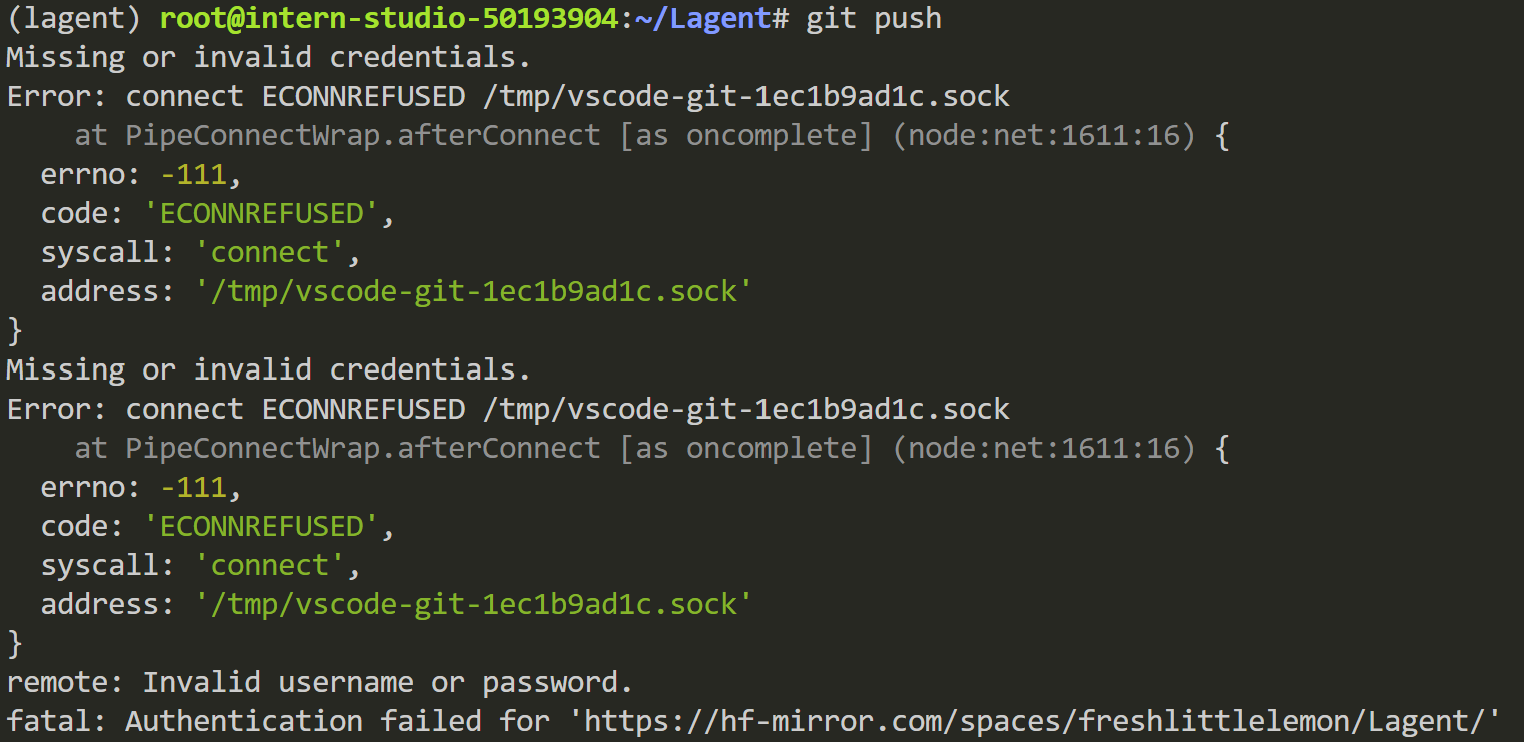 (lagent) root@intern-studio-50193904:~/Lagent# git push
Missing or invalid credentials.
Error: connect ECONNREFUSED /tmp/vscode-git-1ec1b9ad1c.sock
    at PipeConnectWrap.afterConnect [as oncomplete] (node:net:1611:16) {
  errno: -111,
  code: 'ECONNREFUSED',
  syscall: 'connect',
  address: '/tmp/vscode-git-1ec1b9ad1c.sock'
}
Missing or invalid credentials.
Error: connect ECONNREFUSED /tmp/vscode-git-1ec1b9ad1c.sock
    at PipeConnectWrap.afterConnect [as oncomplete] (node:net:1611:16) {
  errno: -111,
  code: 'ECONNREFUSED',
  syscall: 'connect',
  address: '/tmp/vscode-git-1ec1b9ad1c.sock'
}
remote: Invalid username or password.
fatal: Authentication failed for 'https://hf-mirror.com/spaces/freshlittlelemon/Lagent/'